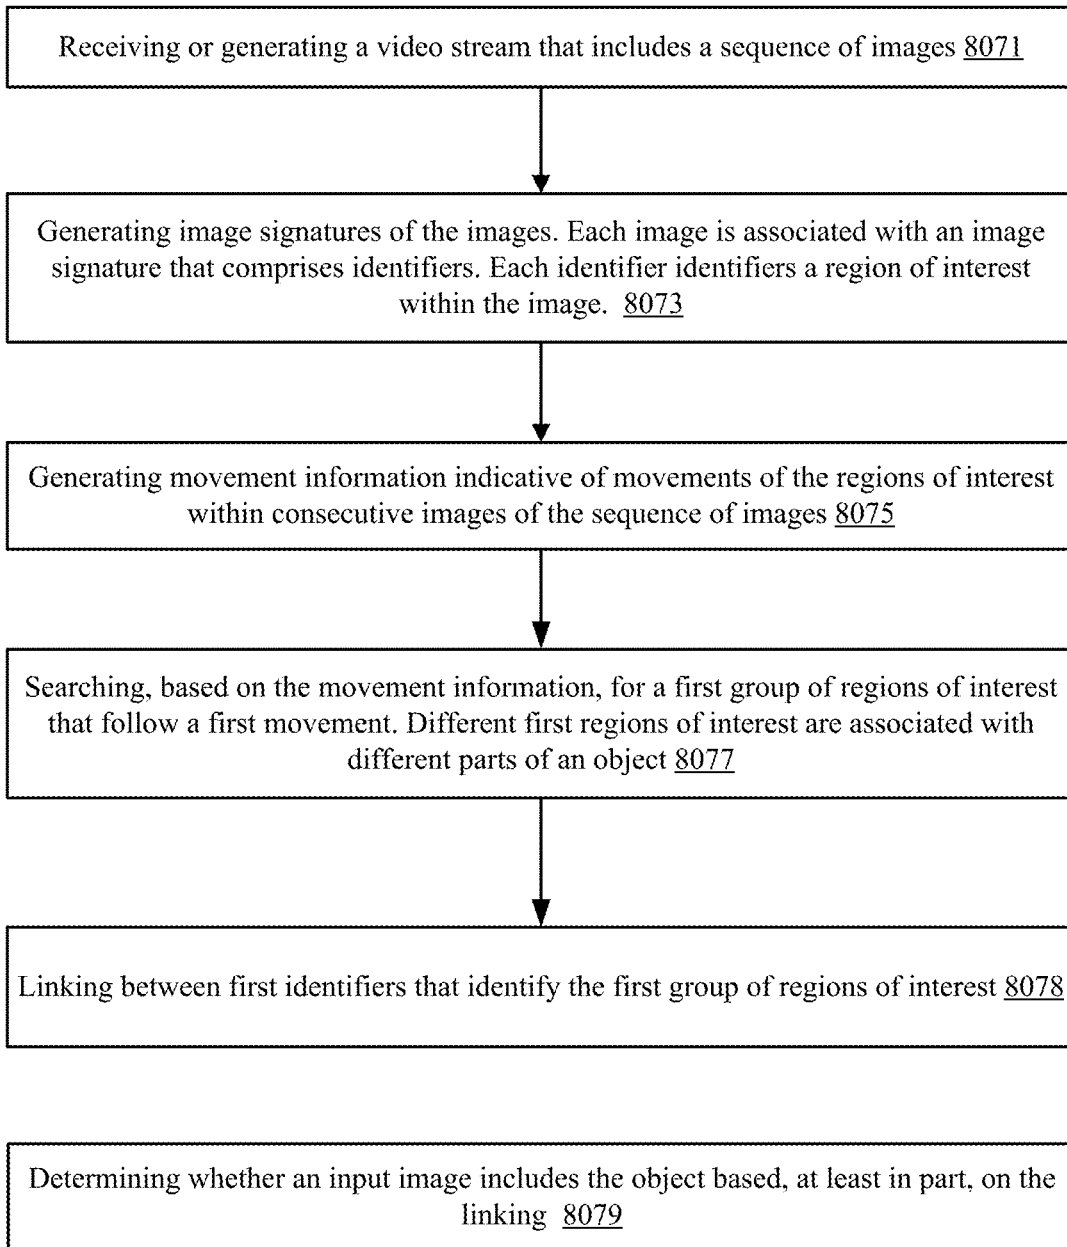 Receiving or generating a video stream that includes a sequence of images 8071
Generating image signatures of the images. Each image is associated with an image
signature that comprises identifiers. Each identifier identifiers a region of interest
within the image. 8073
Generating movement information indicative of movements of the regions of interest
within consecutive images of the sequence of images 8075
Searching, based on the movement information, for a first group of regions of interest
that follow a first movement. Different first regions of interest are associated with
different parts of an object 8077
Linking between first identifiers that identify the first group of regions of interest 8078
Determining whether an input image includes the object based, at least in part, on the
linking 8079